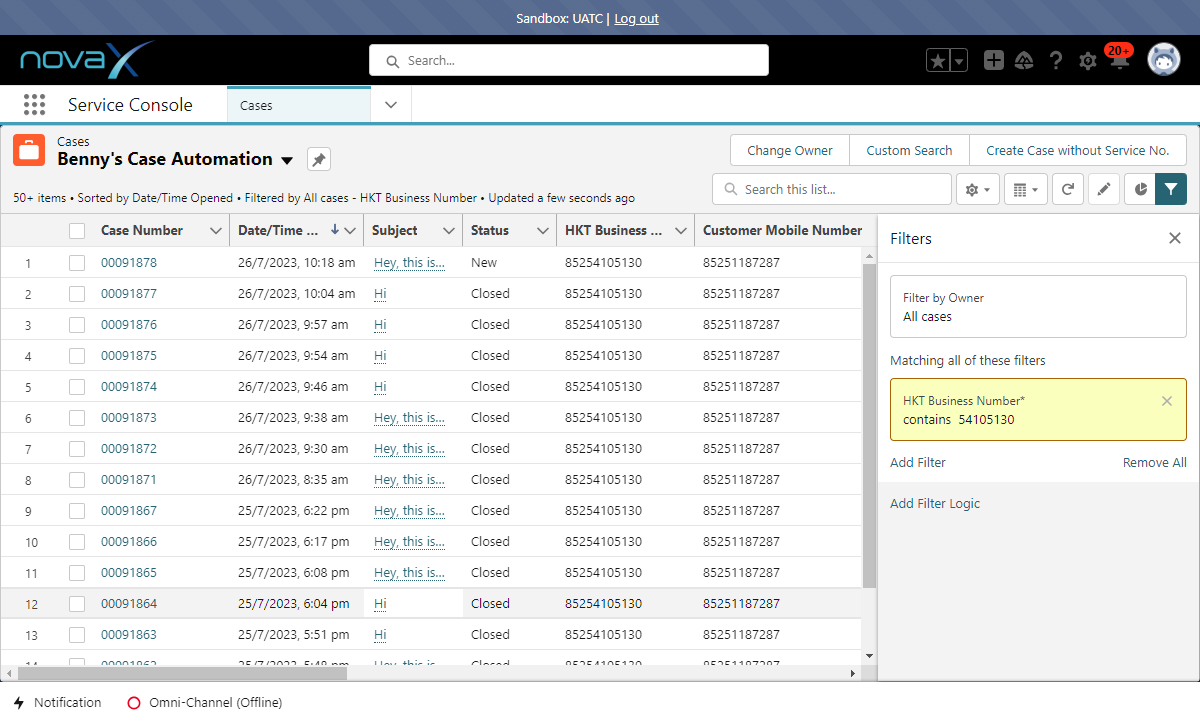 Sandbox: UATC | Log out
novaX
Search...
20+
Service Console
Cases
Cases
Benny's Case Automation
Change Owner
Custom Search
Create Case without Service No.
50+ items • Sorted by Date/Time Opened • Filtered by All cases - HKT Business Number • Updated a few seconds ago
Search this list...
Case Number Date/Time ... Subject Status HKT Business ... Customer Mobile Number
1 00091878 26/7/2023, 10:18 am Hey, this is... New 85254105130 85251187287
2 00091877 26/7/2023, 10:04 am Hi Closed 85254105130 85251187287
3 00091876 26/7/2023, 9:57 am Hi Closed 85254105130 85251187287
4 00091875 26/7/2023, 9:54 am Hi Closed 85254105130 85251187287
5 00091874 26/7/2023, 9:46 am Hi Closed 85254105130 85251187287
6 00091873 26/7/2023, 9:38 am Hey, this is... Closed 85254105130 85251187287
7 00091872 26/7/2023, 9:30 am Hey, this is... Closed 85254105130 85251187287
8 00091871 26/7/2023, 8:35 am Hey, this is... Closed 85254105130 85251187287
9 00091867 25/7/2023, 6:22 pm Hey, this is... Closed 85254105130 85251187287
10 00091866 25/7/2023, 6:17 pm Hey, this is... Closed 85254105130 85251187287
11 00091865 25/7/2023, 6:08 pm Hey, this is... Closed 85254105130 85251187287
12 00091864 25/7/2023, 6:04 pm Hi Closed 85254105130 85251187287
13 00091863 25/7/2023, 5:51 pm Hi Closed 85254105130 85251187287
14 00091862 25/7/2023, 5:48 pm Hey, this is... Closed 85254105130 85251187287
Filters
Filter by Owner
All cases
Matching all of these filters
HKT Business Number*
contains 54105130
Add Filter
Remove All
Add Filter Logic
Notification
Omni-Channel (Offline)